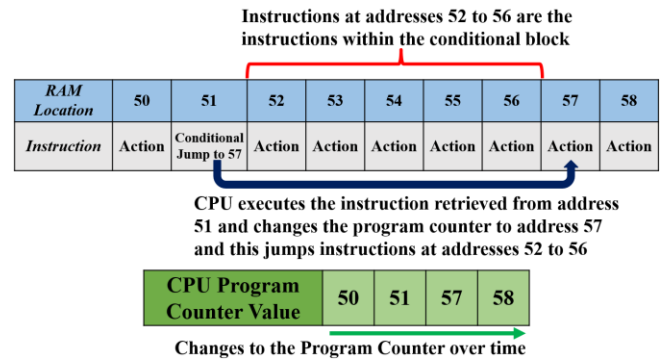 Instructions at addresses 52 to 56 are the
instructions within the conditional block
RAM Location 50 51 52 53 54 55 56 57 58
Instruction Action Conditional Jump to 57 Action Action Action Action Action Action Action
CPU executes the instruction retrieved from address
51 and changes the program counter to address 57
and this jumps instructions at addresses 52 to 56
CPU Program Counter Value 50 51 57 58
Changes to the Program Counter over time